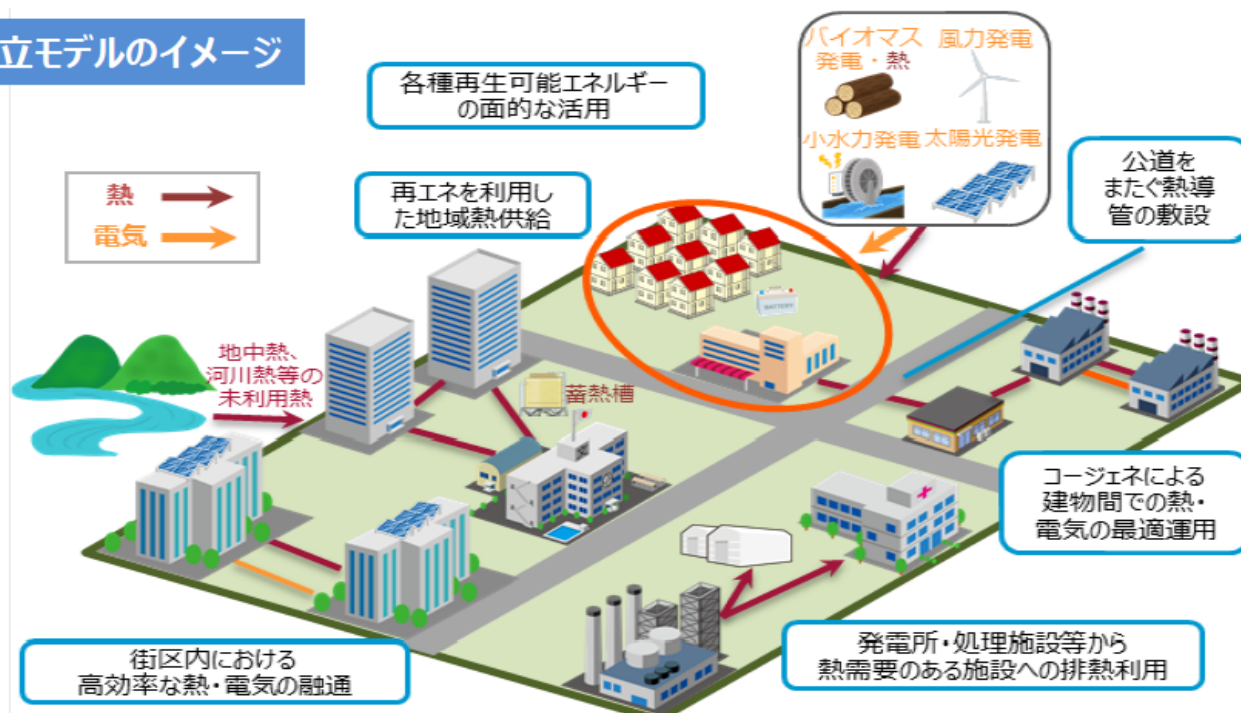 立モデルのイメージ
各種再生可能エネルギー
の面的な活用
バイオマス
発電・熱
風力発電
小水力発電
太陽光発電
公道を
またぐ熱導
管の敷設
熱
電気
再エネを利用し
た地域熱供給
BATTERY
地中熱、
河川熱等の
未利用熱
蓄熱槽
コージェネによる
建物間での熱・
電気の最適運用
街区内における
高効率な熱・電気の融通
発電所・処理施設等から
熱需要のある施設への排熱利用